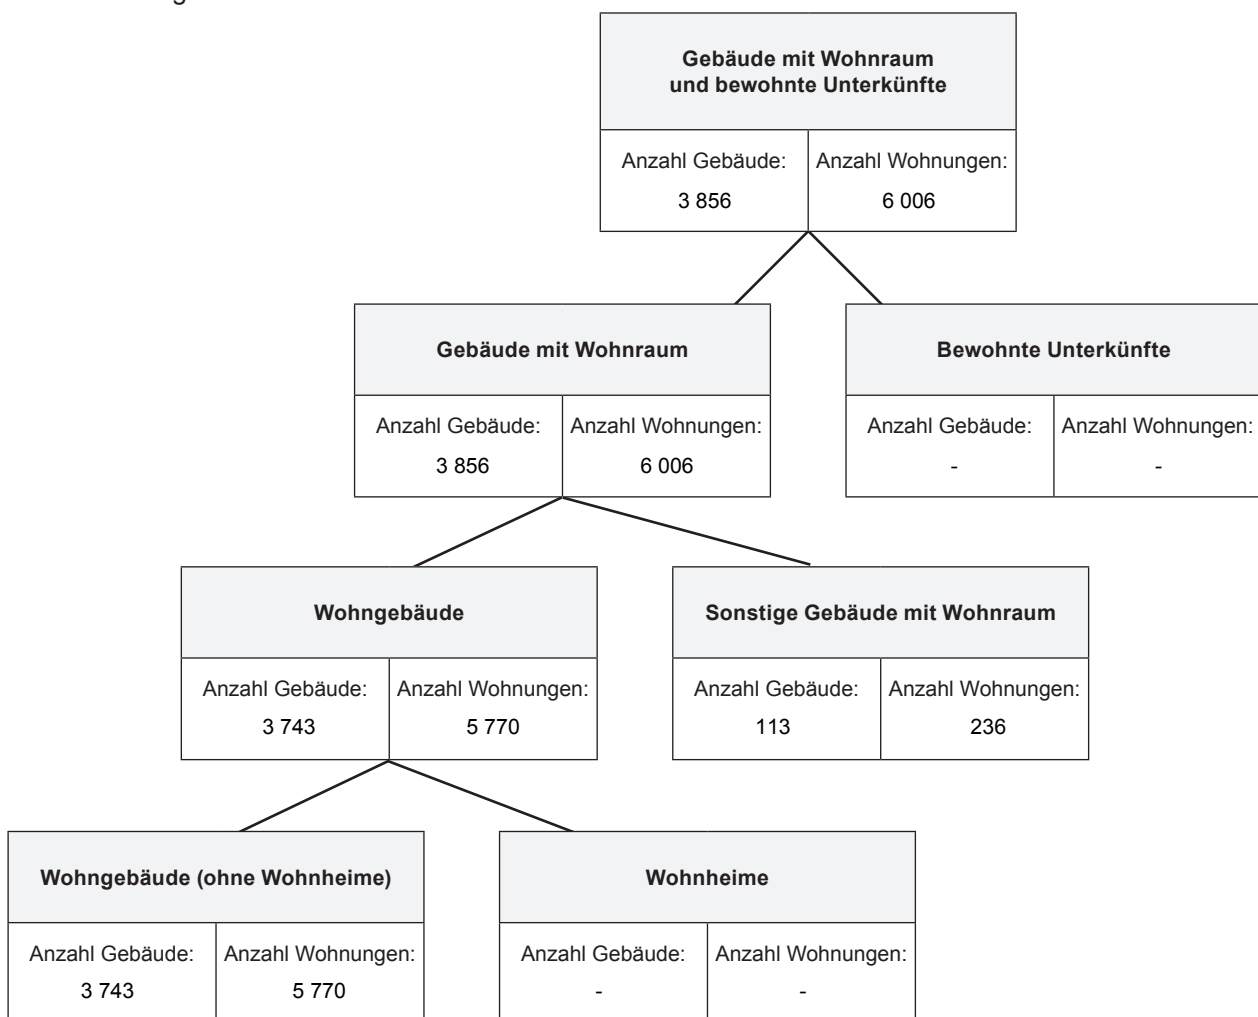 Gebäude mit Wohnraum
und bewohnte Unterkünfte
Anzahl Gebäude:
Anzahl Wohnungen:
3 856
6 006
Gebäude mit Wohnraum
Bewohnte Unterkünfte
Anzahl Gebäude:
Anzahl Wohnungen:
3 856
6 006
Anzahl Gebäude:
Anzahl Wohnungen:
-
-
Wohngebäude
Sonstige Gebäude mit Wohnraum
Anzahl Gebäude:
Anzahl Wohnungen:
3 743
5 770
Anzahl Gebäude:
Anzahl Wohnungen:
113
236
Wohngebäude (ohne Wohnheime)
Wohnheime
Anzahl Gebäude:
Anzahl Wohnungen:
3 743
5 770
Anzahl Gebäude:
Anzahl Wohnungen:
-
-